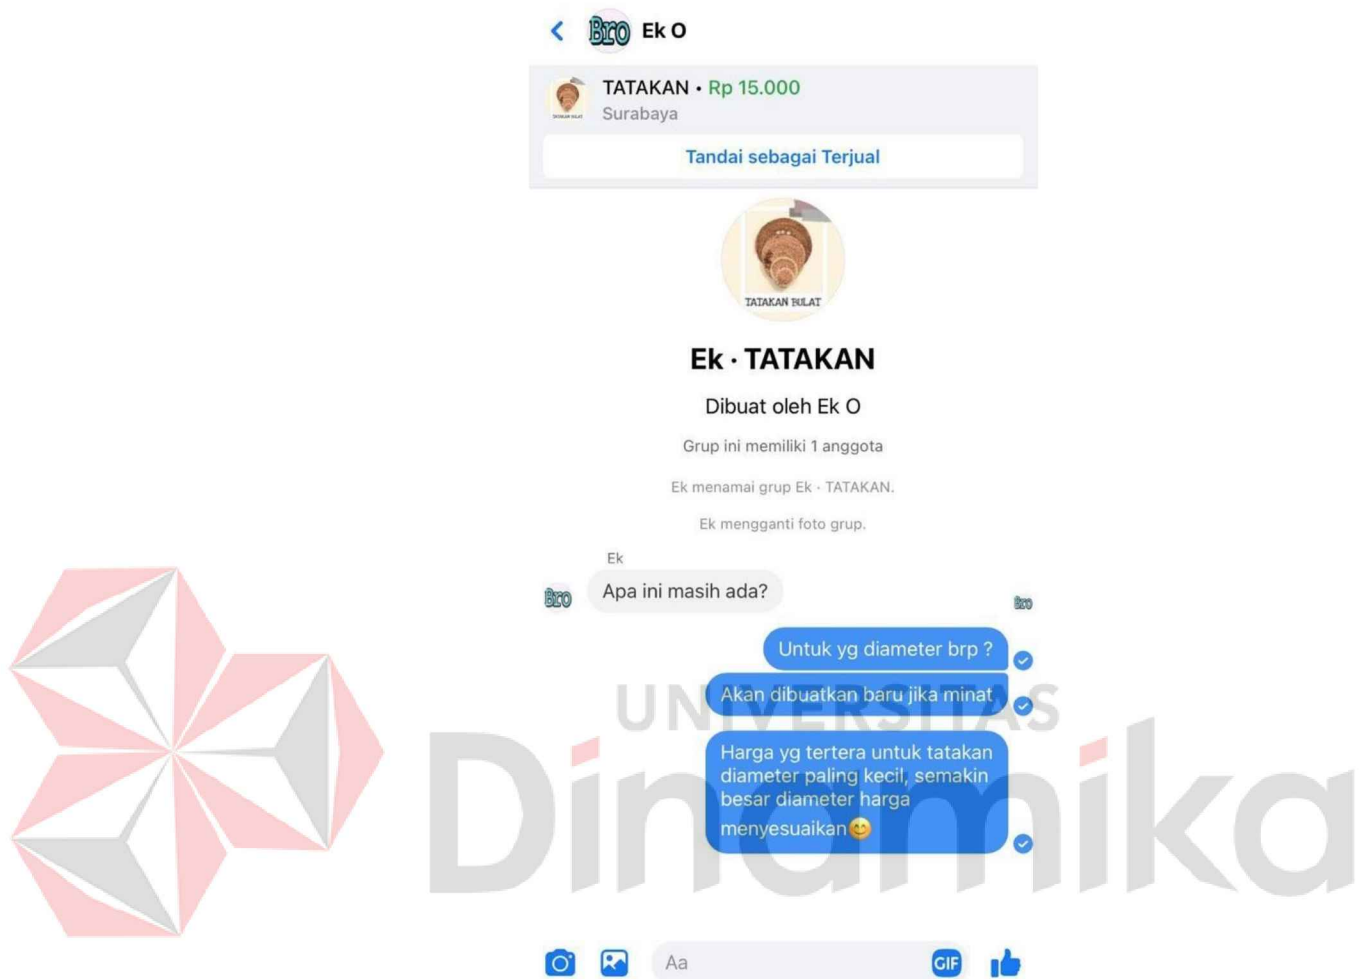 Bro Ek O
TATAKAN • Rp 15.000
Surabaya
Tandai sebagai Terjual
TATAKAN BULAT
Ek · TATAKAN
Dibuat oleh Ek O
Grup ini memiliki 1 anggota
Ek menamai grup Ek · TATAKAN.
Ek mengganti foto grup.
Ek
Bro Apa ini masih ada?
Bro
Untuk yg diameter brp ?
Akan dibuatkan baru jika minat
Harga yg tertera untuk tatakan
diameter paling kecil, semakin
besar diameter harga
menyesuaikan😊
UNIVERSITAS
Dinamika
Aa
GIF